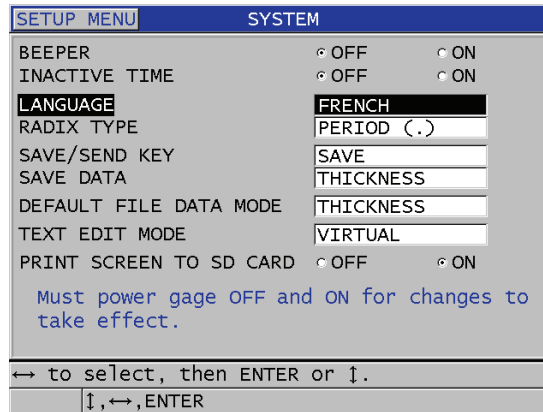 SETUP MENU SYSTEM
BEEPER OFF ON
INACTIVE TIME OFF ON
LANGUAGE FRENCH
RADIX TYPE PERIOD (.)
SAVE/SEND KEY SAVE
SAVE DATA THICKNESS
DEFAULT FILE DATA MODE THICKNESS
TEXT EDIT MODE VIRTUAL
PRINT SCREEN TO SD CARD OFF ON
Must power gage OFF and ON for changes to
take effect.
↔ to select, then ENTER or ↕.
↕,↔,ENTER